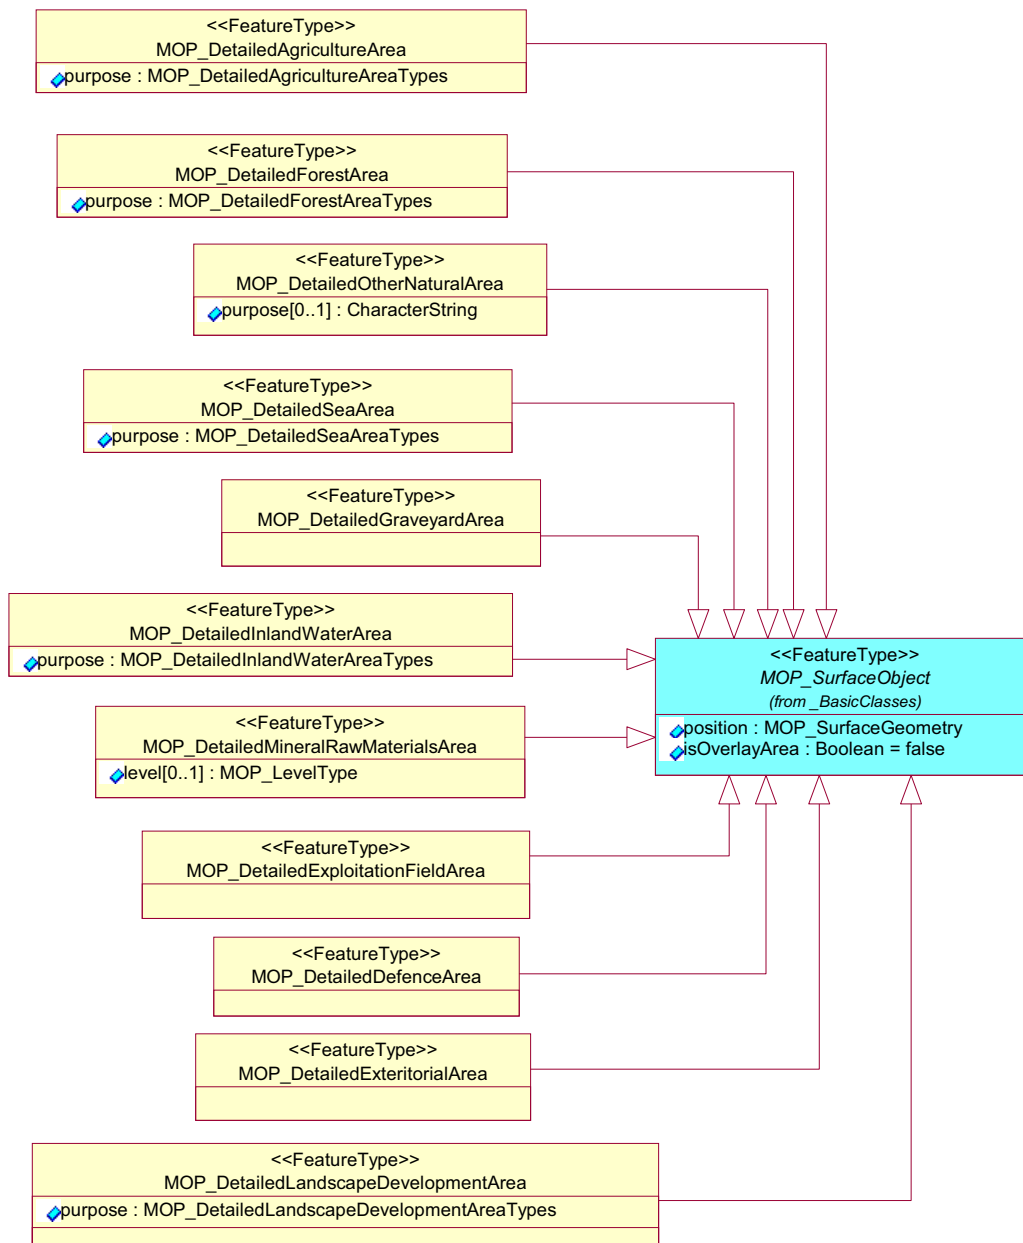 <<FeatureType>>
MOP_DetailedAgricultureArea
purpose : MOP_DetailedAgricultureAreaTypes
<<FeatureType>>
MOP_DetailedForestArea
purpose : MOP_DetailedForestAreaTypes
<<FeatureType>>
MOP_DetailedOtherNaturalArea
purpose[0..1] : CharacterString
<<FeatureType>>
MOP_DetailedSeaArea
purpose : MOP_DetailedSeaAreaTypes
<<FeatureType>>
MOP_DetailedGraveyardArea
<<FeatureType>>
MOP_DetailedInlandWaterArea
purpose : MOP_DetailedInlandWaterAreaTypes
<<FeatureType>>
MOP_SurfaceObject
(from _BasicClasses)
position : MOP_SurfaceGeometry
isOverlayArea : Boolean = false
<<FeatureType>>
MOP_DetailedMineralRawMaterialsArea
level[0..1] : MOP_LevelType
<<FeatureType>>
MOP_DetailedExploitationFieldArea
<<FeatureType>>
MOP_DetailedDefenceArea
<<FeatureType>>
MOP_DetailedExteritorialArea
<<FeatureType>>
MOP_DetailedLandscapeDevelopmentArea
purpose : MOP_DetailedLandscapeDevelopmentAreaTypes